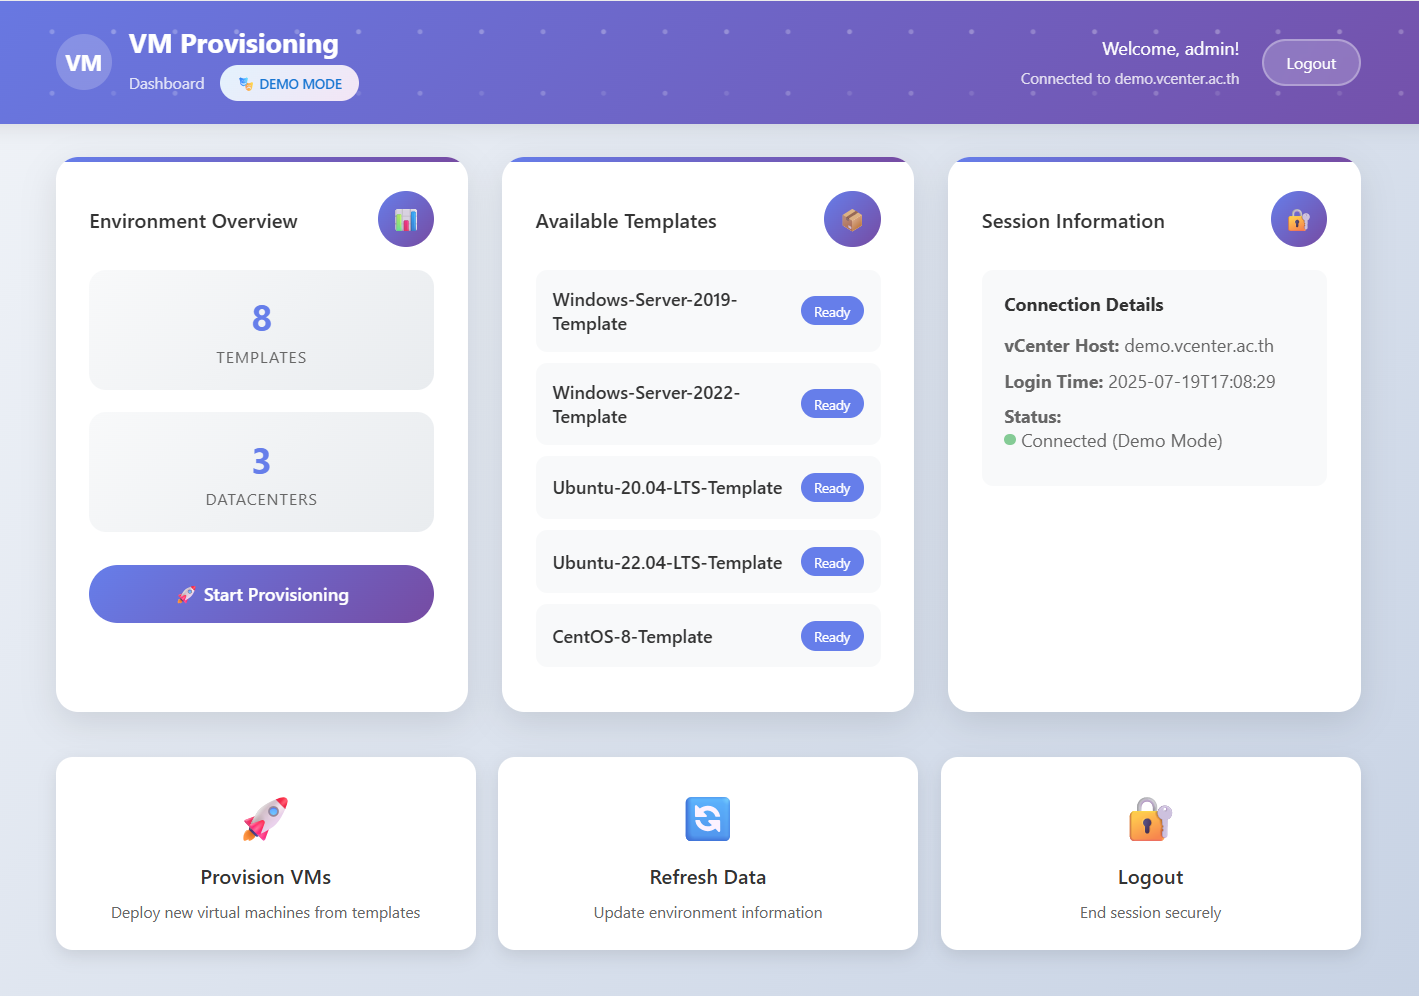 VM
VM Provisioning
Dashboard
DEMO MODE
Welcome, admin!
Connected to demo.vcenter.ac.th
Logout
Environment Overview
8
TEMPLATES
3
DATACENTERS
Start Provisioning
Available Templates
Windows-Server-2019-
Template
Ready
Windows-Server-2022-
Template
Ready
Ubuntu-20.04-LTS-Template
Ready
Ubuntu-22.04-LTS-Template
Ready
CentOS-8-Template
Ready
Session Information
Connection Details
vCenter Host: demo.vcenter.ac.th
Login Time: 2025-07-19T17:08:29
Status:
Connected (Demo Mode)
Provision VMs
Deploy new virtual machines from templates
Refresh Data
Update environment information
Logout
End session securely